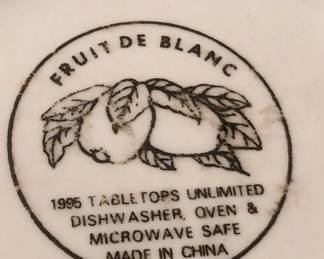 FRUIT DE BLANC
1995 TABLETOPS UNLIMITED
DISHWASHER, OVEN &
MICROWAVE SAFE
MADE IN CHINA